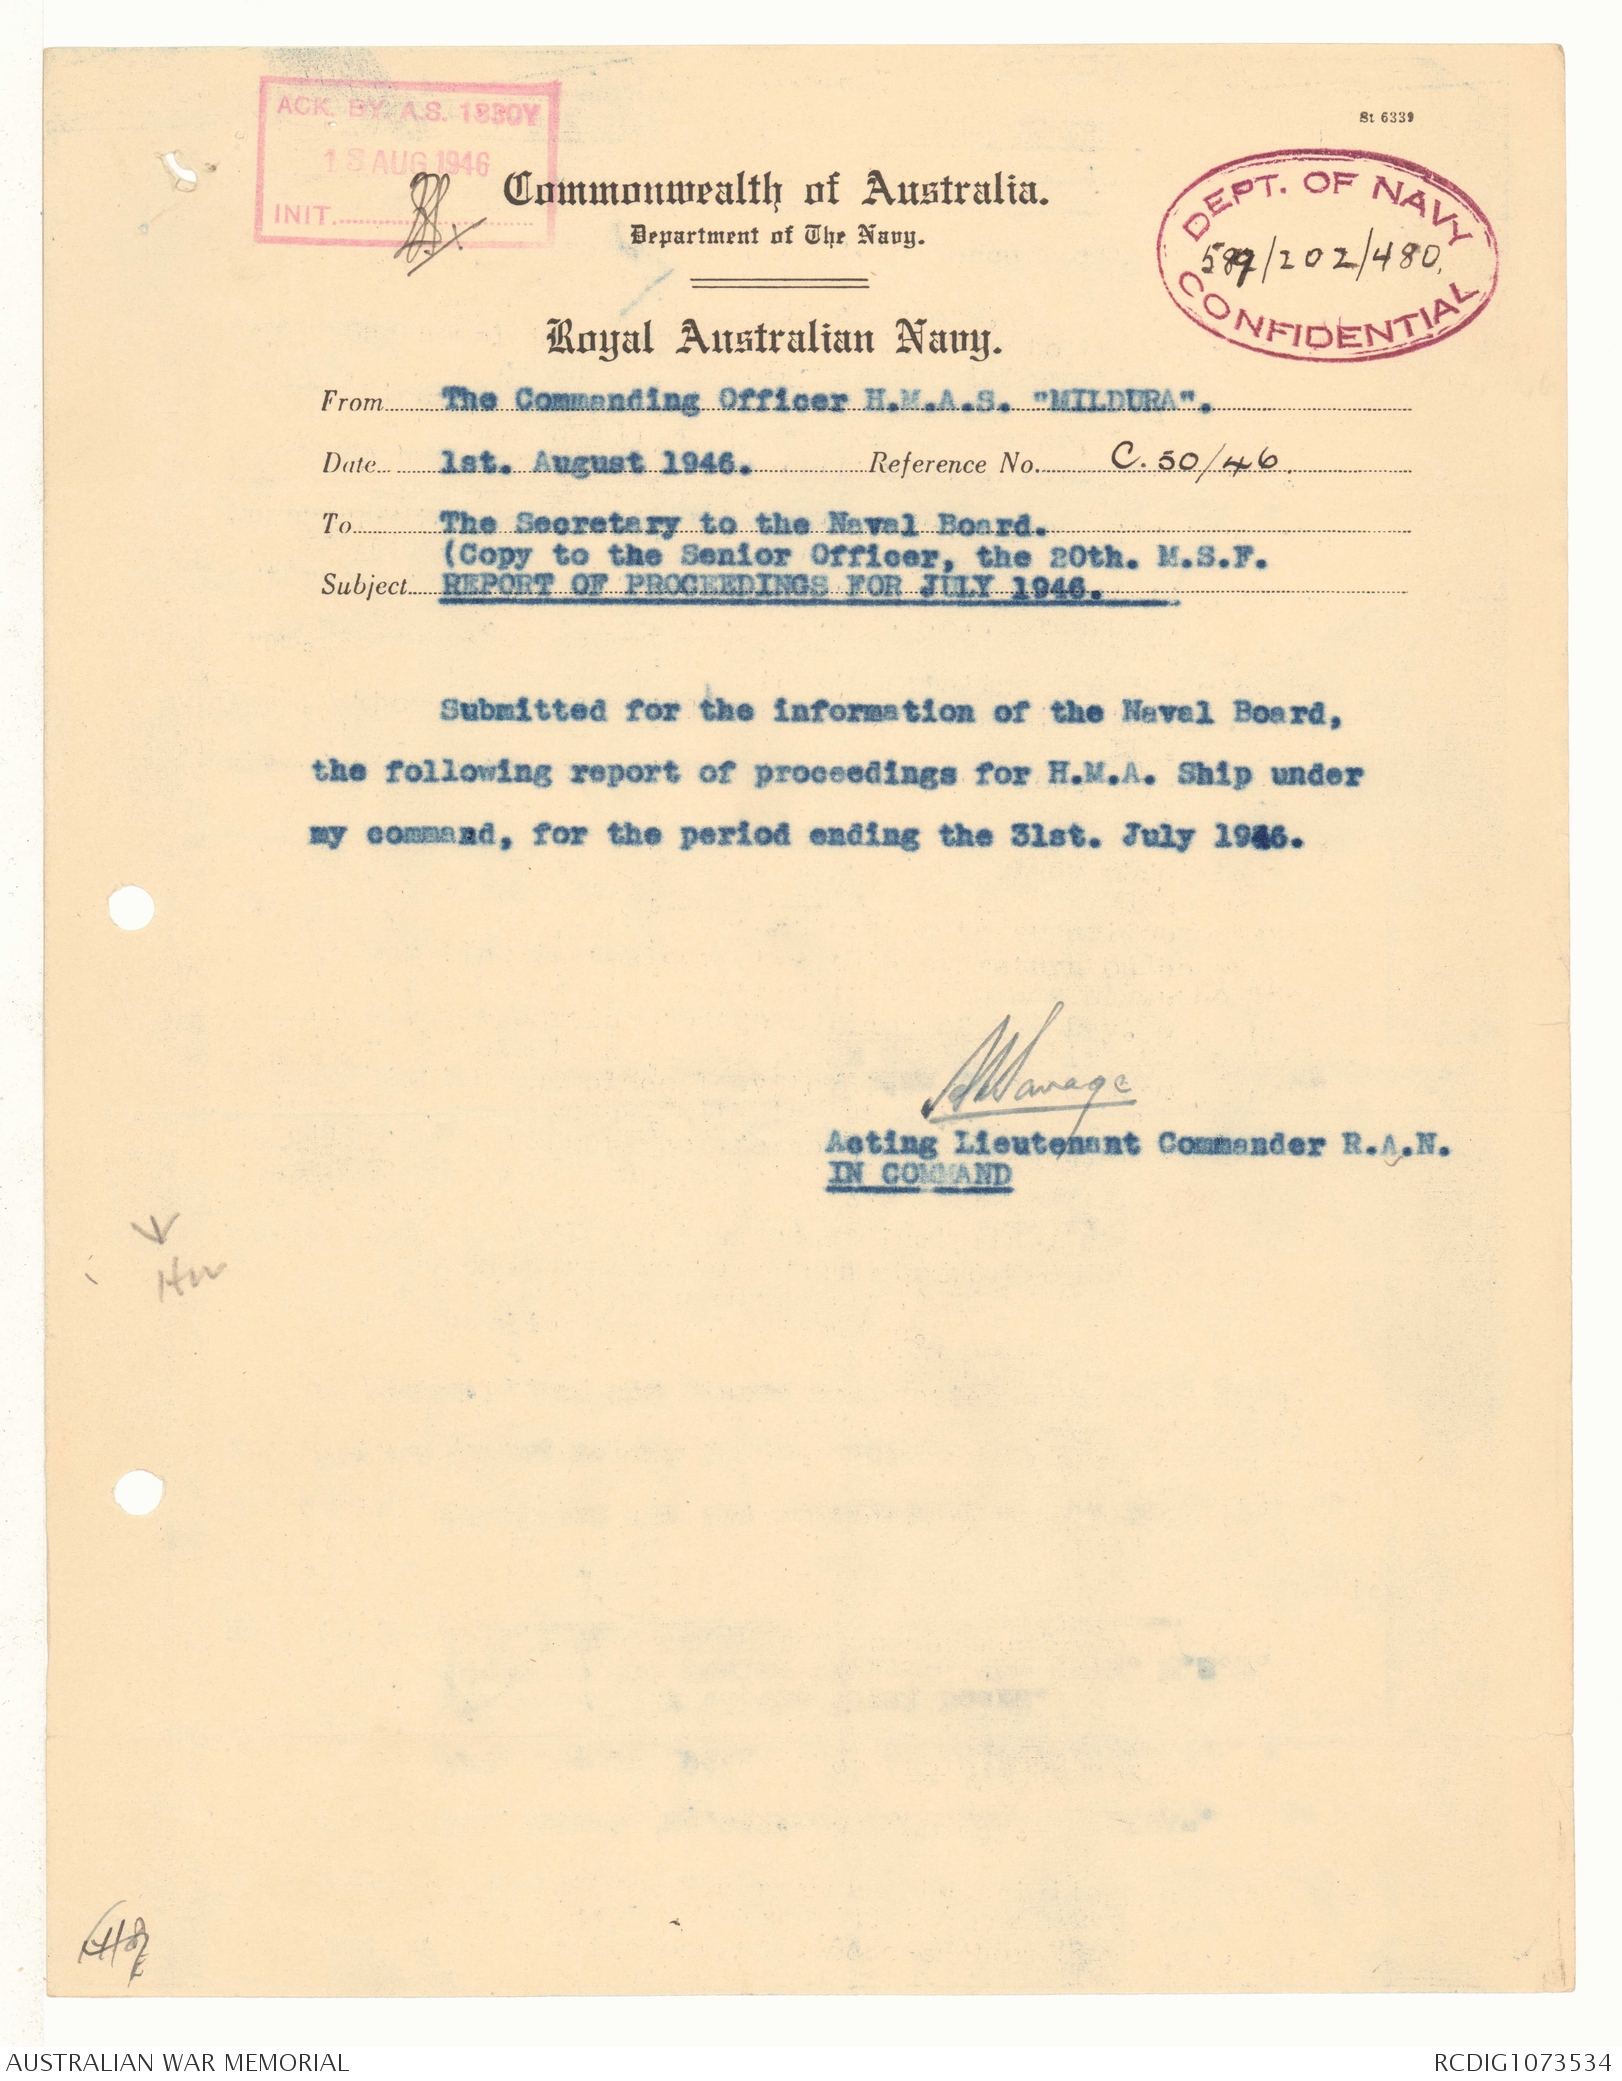 ACK. BY. A.S. 1830Y
13 AUG 1946
INIT.
St 6339
DEPT. OF NAVY
589/202/480.
CONFIDENTIAL
Commonwealth of Australia.
Department of The Navy.
Royal Australian Navy.
From The Commanding Officer H.M.A.S. "MILDURA".
Date 1st. August 1946. Reference No. C.50/46.
To The Secretary to the Naval Board.
(Copy to the Senior Officer, the 20th. M.S.F.
Subject REPORT OF PROCEEDINGS FOR JULY 1946.
Submitted for the information of the Naval Board,
the following report of proceedings for H.M.A. Ship under
my command, for the period ending the 31st. July 1946.
Savage
Acting Lieutenant Commander R.A.N.
IN COMMAND
AUSTRALIAN WAR MEMORIAL
RCDIG1073534